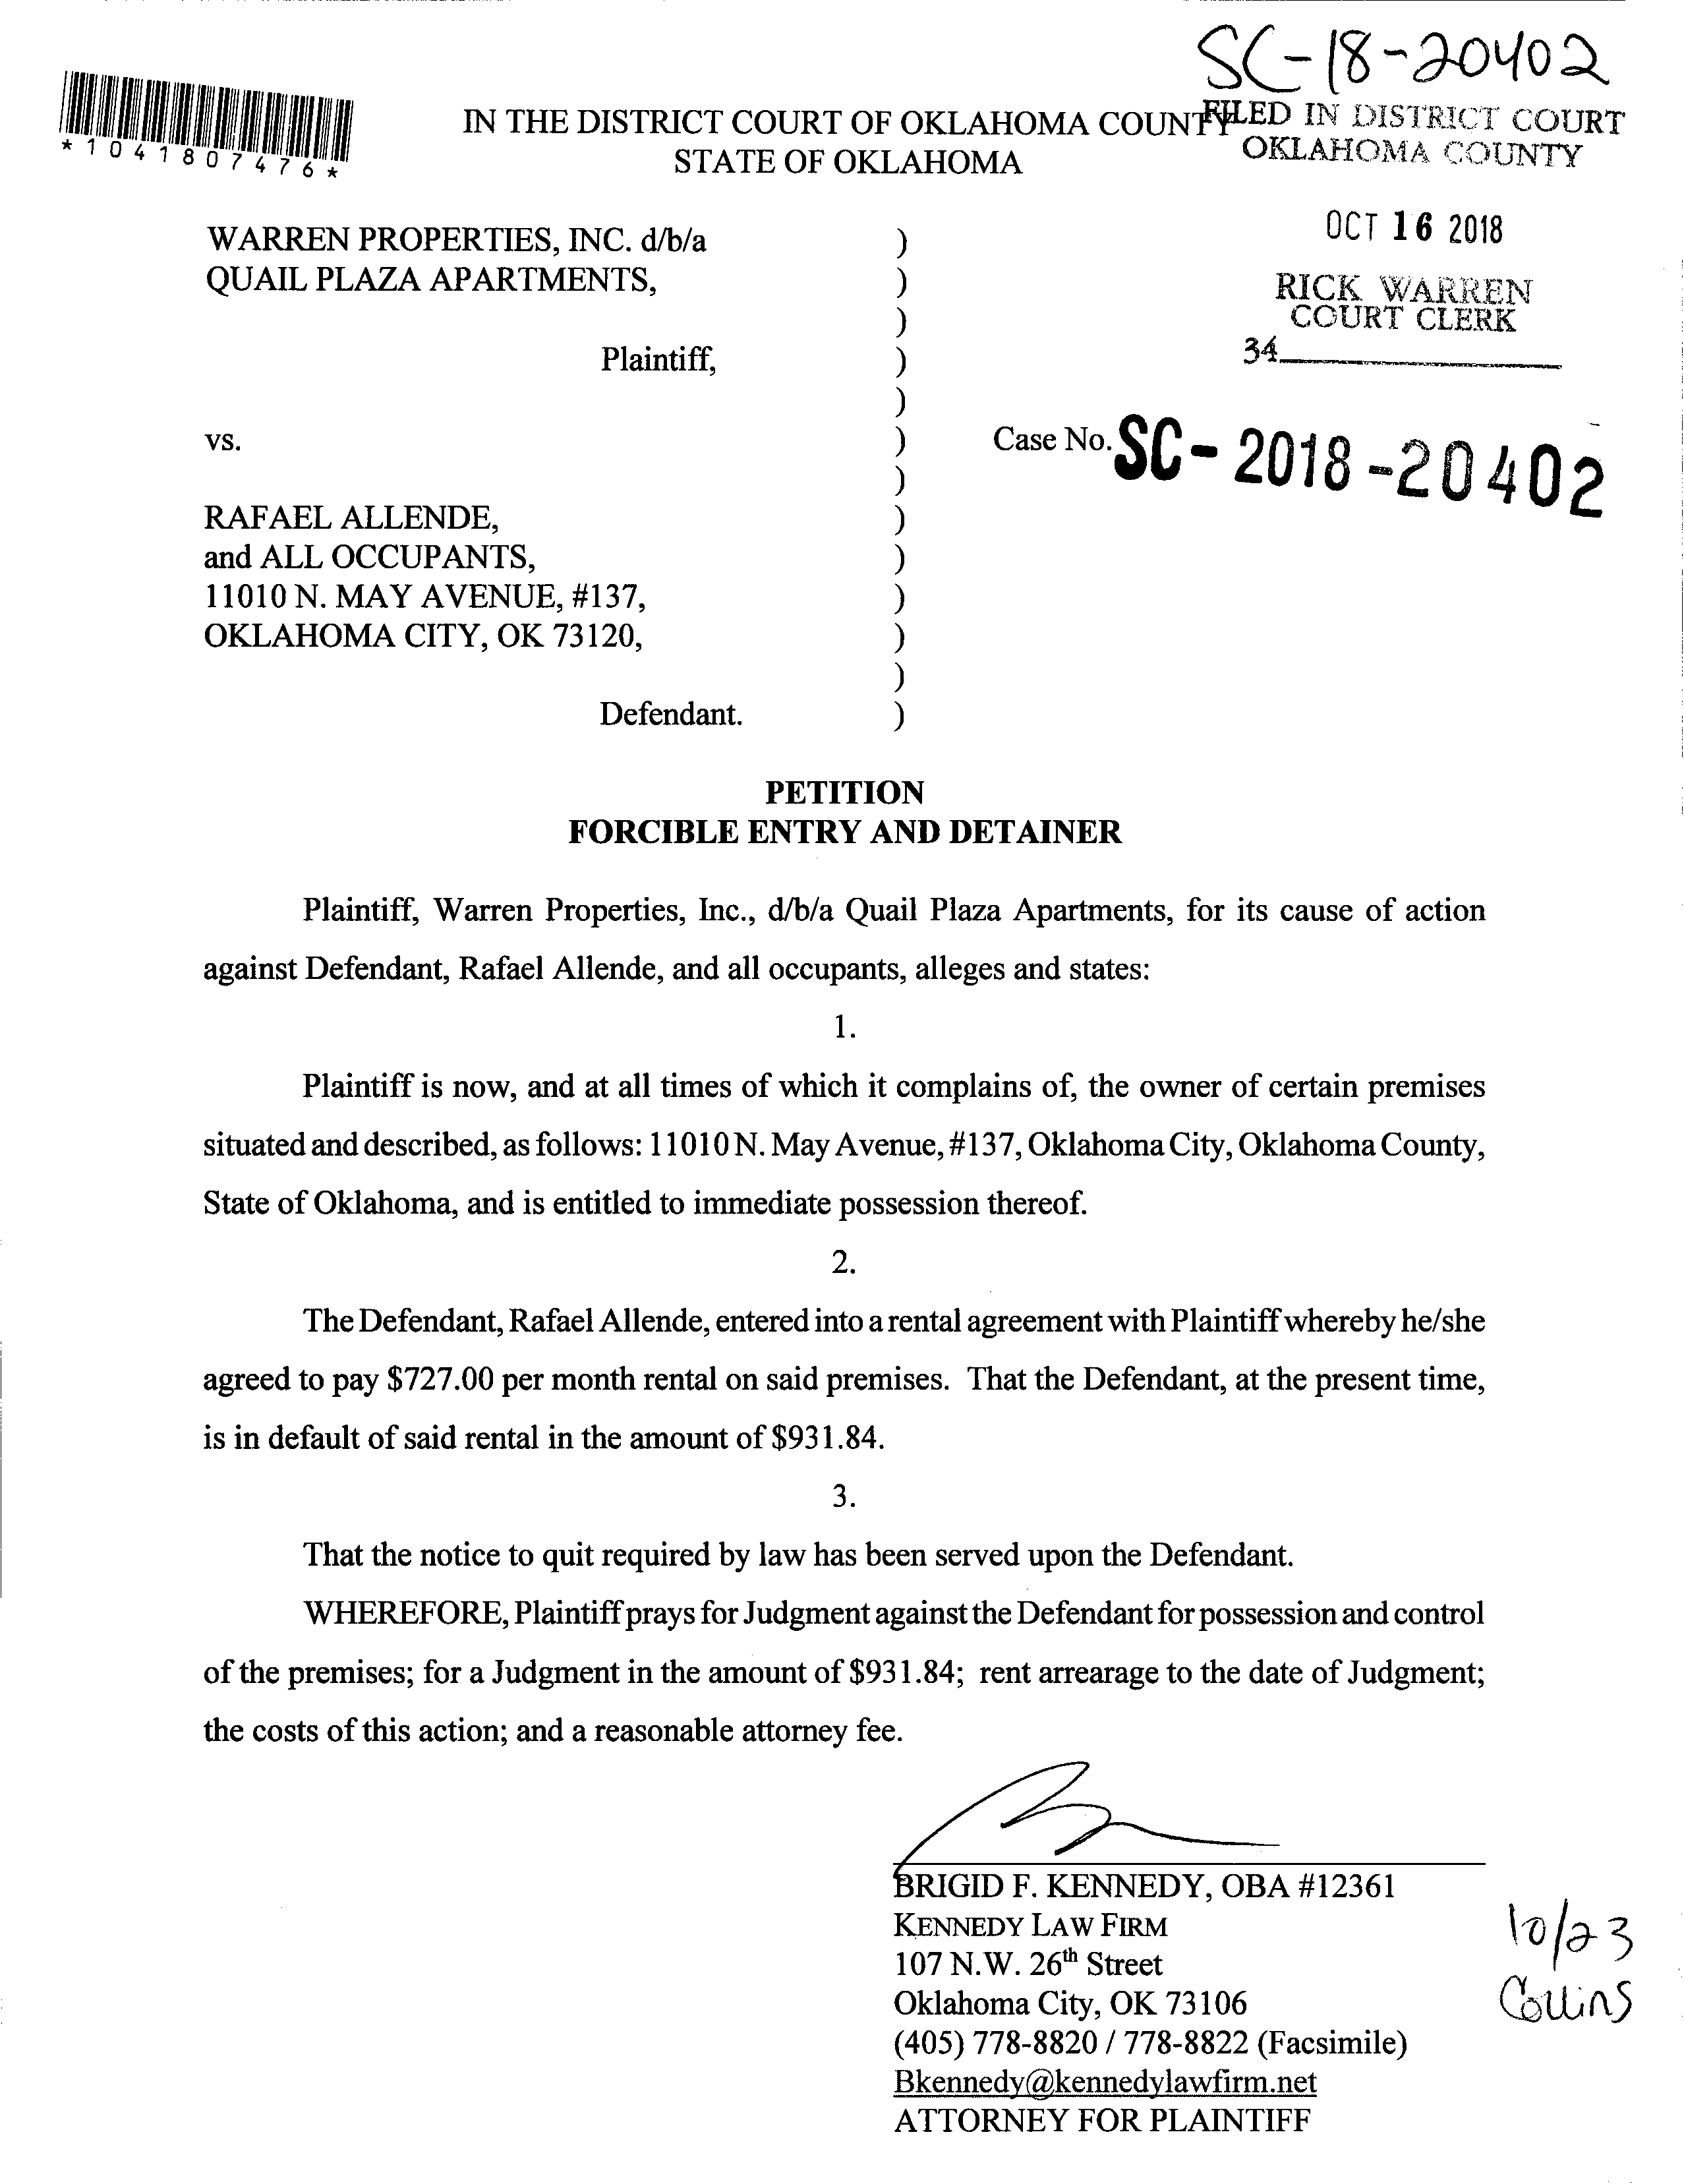 SC-18-20402
*1041807476*
IN THE DISTRICT COURT OF OKLAHOMA COUNTY
STATE OF OKLAHOMA
FILED IN DISTRICT COURT
OKLAHOMA COUNTY
OCT 16 2018
RICK WARREN
COURT CLERK
34
WARREN PROPERTIES, INC. d/b/a )
QUAIL PLAZA APARTMENTS, )
)
Plaintiff, )
)
vs. ) Case No. SC-2018-20402
)
RAFAEL ALLENDE, )
and ALL OCCUPANTS, )
11010 N. MAY AVENUE, #137, )
OKLAHOMA CITY, OK 73120, )
)
Defendant. )
PETITION
FORCIBLE ENTRY AND DETAINER
Plaintiff, Warren Properties, Inc., d/b/a Quail Plaza Apartments, for its cause of action
against Defendant, Rafael Allende, and all occupants, alleges and states:
1.
Plaintiff is now, and at all times of which it complains of, the owner of certain premises
situated and described, as follows: 11010 N. May Avenue, #137, Oklahoma City, Oklahoma County,
State of Oklahoma, and is entitled to immediate possession thereof.
2.
The Defendant, Rafael Allende, entered into a rental agreement with Plaintiff whereby he/she
agreed to pay $727.00 per month rental on said premises. That the Defendant, at the present time,
is in default of said rental in the amount of $931.84.
3.
That the notice to quit required by law has been served upon the Defendant.
WHEREFORE, Plaintiff prays for Judgment against the Defendant for possession and control
of the premises; for a Judgment in the amount of $931.84; rent arrearage to the date of Judgment;
the costs of this action; and a reasonable attorney fee.
BRIGID F. KENNEDY, OBA #12361
KENNEDY LAW FIRM
107 N.W. 26th Street
Oklahoma City, OK 73106
(405) 778-8820 / 778-8822 (Facsimile)
Bkennedy@kennedylawfirm.net
ATTORNEY FOR PLAINTIFF
10/23
Collins